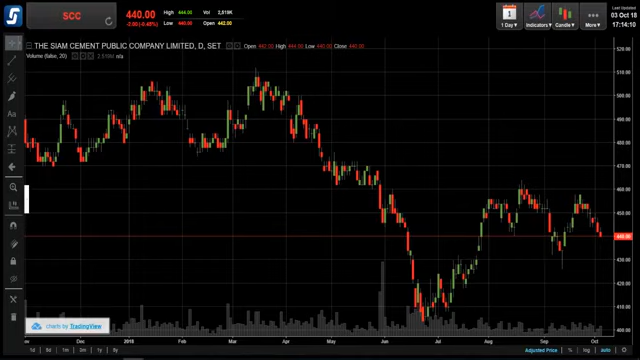 SCC
440.00
-2.00 (-0.45%)
High 444.00 Vol 2,519K
Low 440.00 Open 442.00
1 Day▾
Indicators▾
Candle▾
More▾
Last Updated
03 Oct 18
17:14:10
THE SIAM CEMENT PUBLIC COMPANY LIMITED, D, SET
Open 442.00 High 444.00 Low 440.00 Close 440.00
Volume (false, 20) 2.519K n/a
Aa
520.00
510.00
500.00
490.00
480.00
470.00
460.00
450.00
440.00
430.00
420.00
410.00
400.00
charts by TradingView
Dec 2018 Feb Mar Apr May Jun Jul Aug Sep Oct
1d 5d 1m 3m 1y 5y
Adjusted Price % log Auto